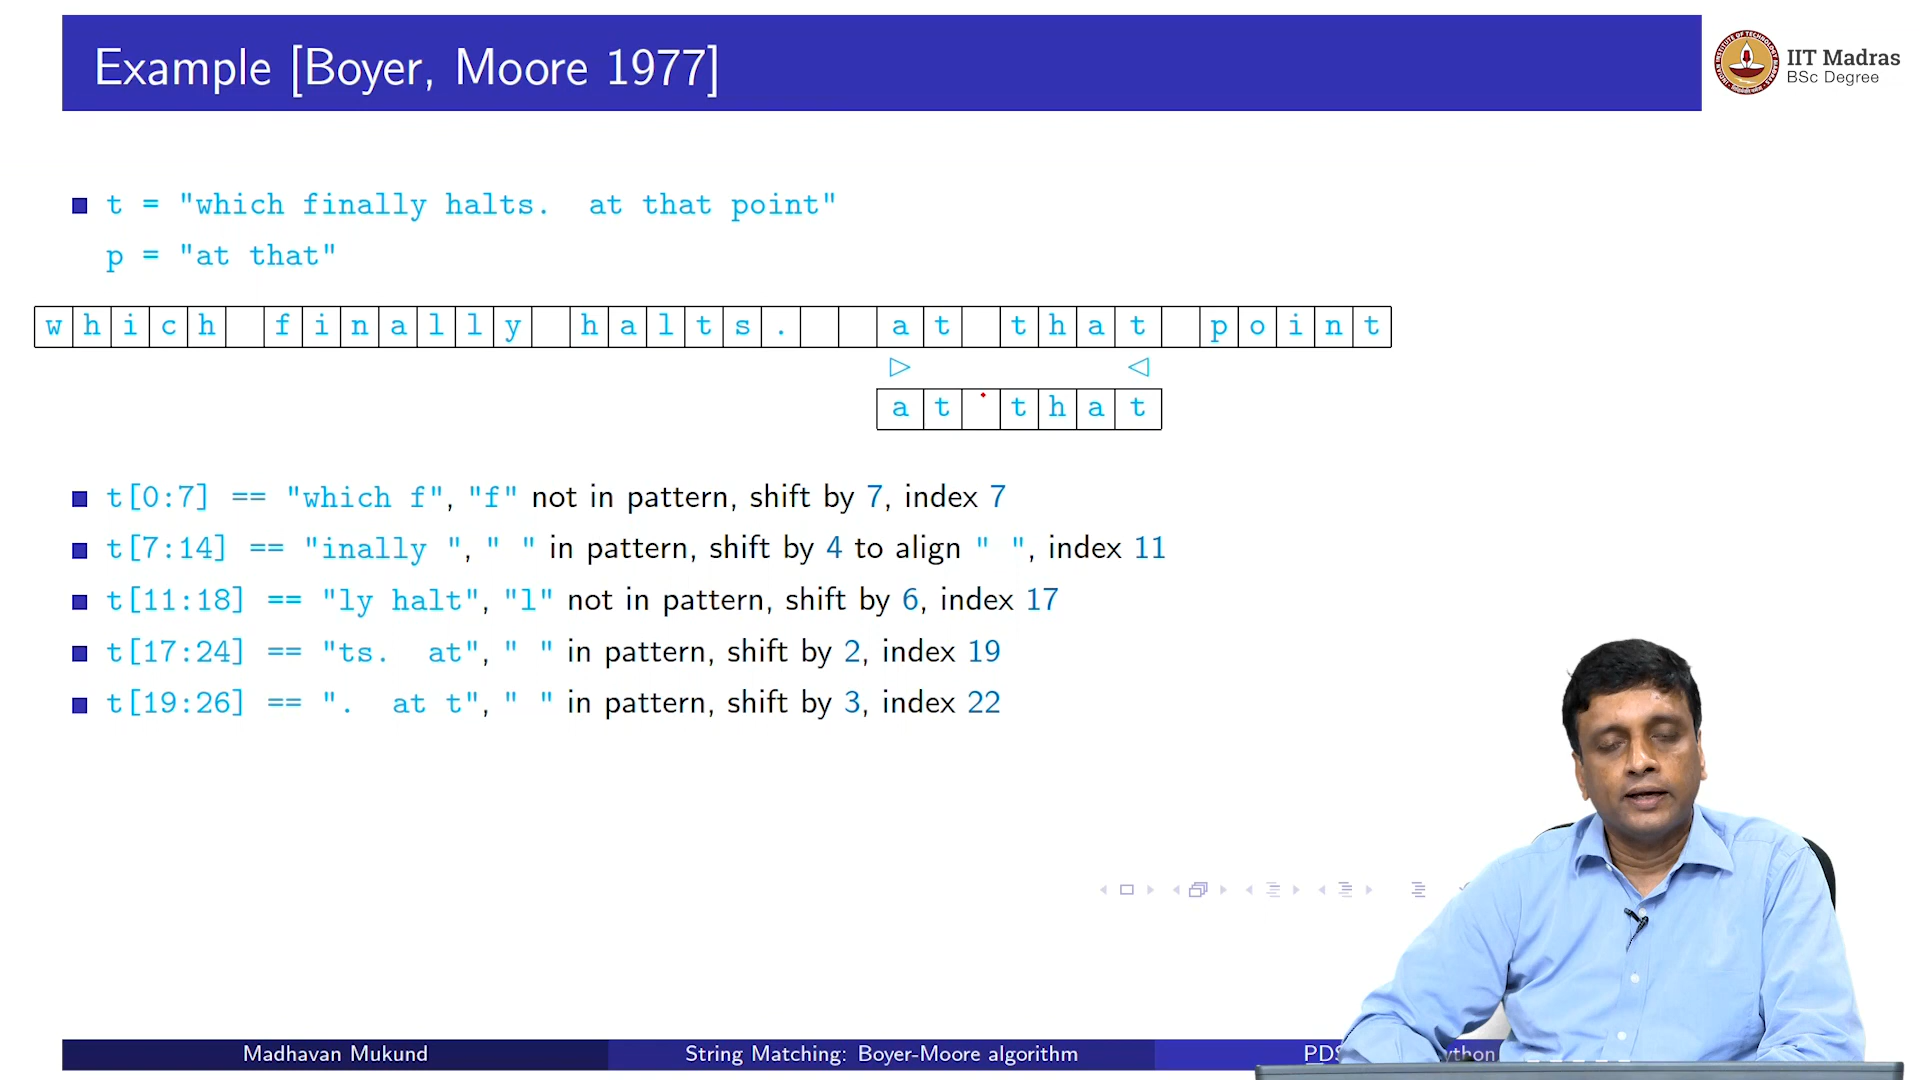 Example [Boyer, Moore 1977]
IIT Madras
BSc Degree
t = "which finally halts.  at that point"
p = "at that"
w h i c h   f i n a l l y   h a l t s .     a t   t h a t   p o i n t
a t   t h a t
t[0:7] == "which f", "f" not in pattern, shift by 7, index 7
t[7:14] == "inally ", " " in pattern, shift by 4 to align " ", index 11
t[11:18] == "ly halt", "l" not in pattern, shift by 6, index 17
t[17:24] == "ts.  at", " " in pattern, shift by 2, index 19
t[19:26] == ".  at t", " " in pattern, shift by 3, index 22
Madhavan Mukund
String Matching: Boyer-Moore algorithm